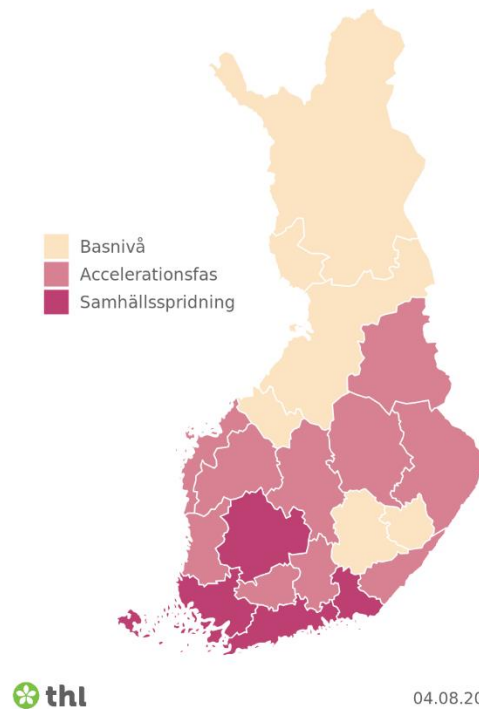 Basnivå
Accelerationsfas
Samhällsspridning
thl
04.08.20